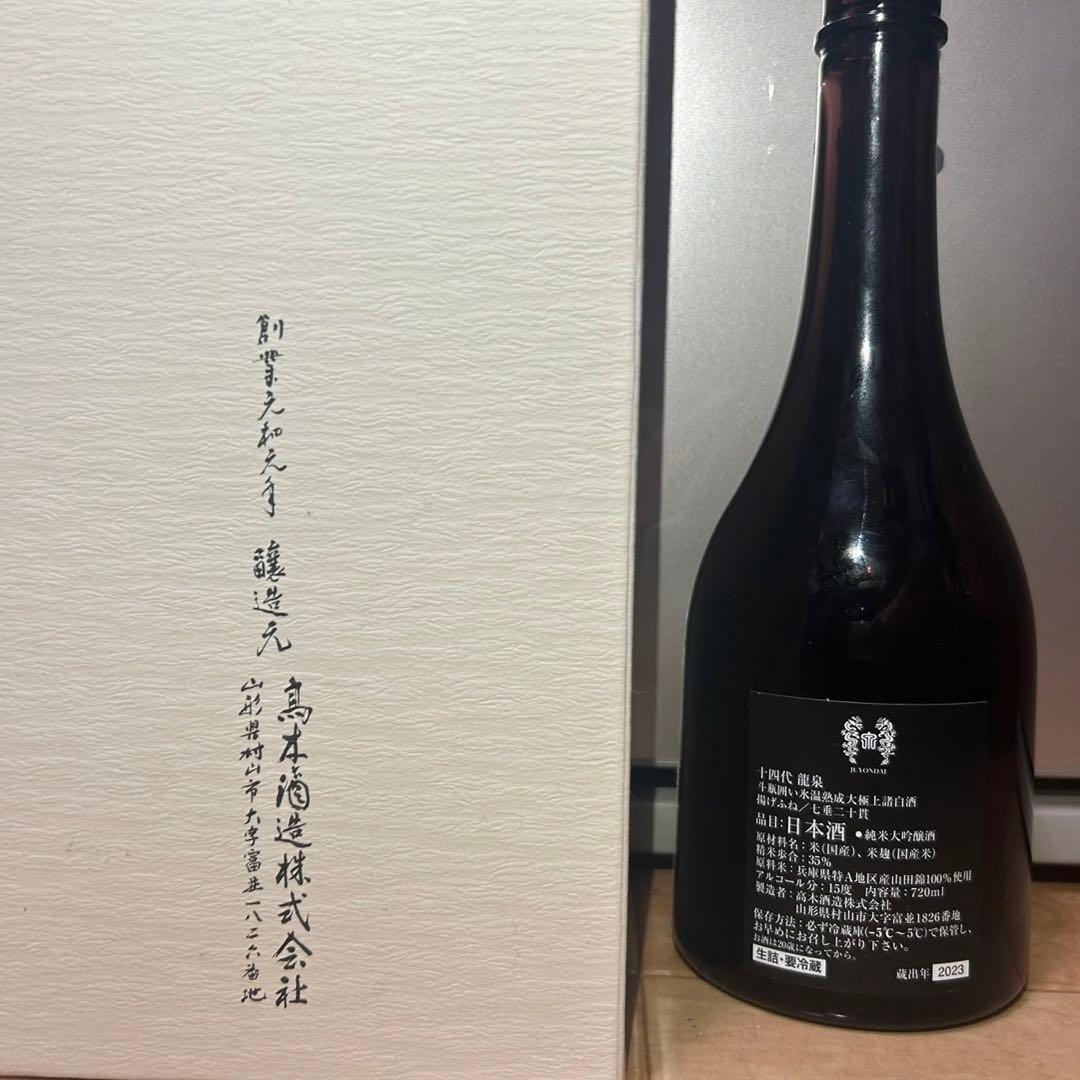 創業元和元年 醸造元
高木酒造株式会社
山形県村山市大字富並一八二六番地
JUYONDAI
十四代 龍泉
斗瓶囲い氷温熟成大極上諸白酒
揚げふね／七垂二十貫
品目：日本酒 ●純米大吟醸酒
原材料名：米（国産）、米麹（国産米）
精米歩合：35%
原料米：兵庫県特A地区産山田錦100%使用
アルコール分：15度 内容量：720ml
製造者：高木酒造株式会社
山形県村山市大字富並1826番地
保存方法：必ず冷蔵庫（-5℃～5℃）で保管し、
お早めにお召し上がり下さい。
お酒は20歳になってから。
生詰・要冷蔵
蔵出年 2023